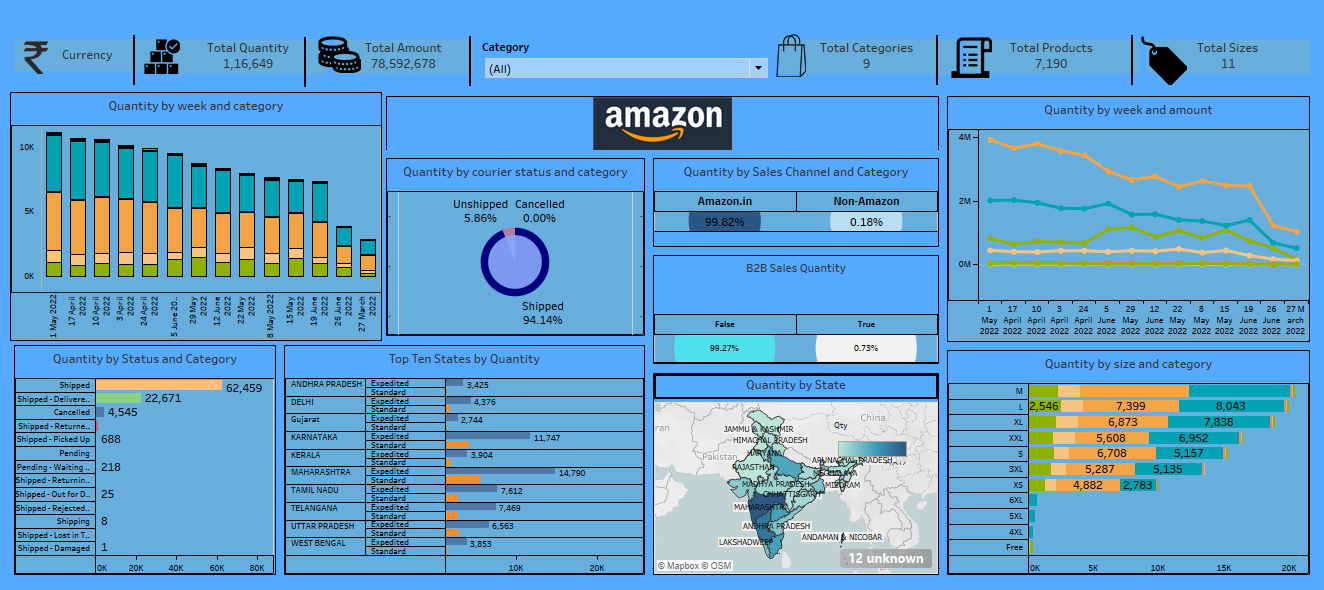 Currency
Total Quantity
1,16,649
Total Amount
78,592,678
Category
(All)
Total Categories
9
Total Products
7,190
Total Sizes
11
Quantity by week and category
10K
5K
0K
1 May 2022
17 April 2022
10 April 2022
3 April 2022
24 April 2022
5 June 20..
29 May 2022
12 June 2022
22 May 2022
8 May 2022
15 May 2022
19 June 2022
26 June 2022
27 March 2022
amazon
Quantity by courier status and category
Unshipped
5.86%
Cancelled
0.00%
Shipped
94.14%
Quantity by Sales Channel and Category
Amazon.in Non-Amazon
99.82% 0.18%
B2B Sales Quantity
False True
99.27% 0.73%
Quantity by week and amount
4M
2M
0M
1 May 2022
17 April 2022
10 April 2022
3 April 2022
24 April 2022
5 June 2022
29 May 2022
12 June 2022
22 May 2022
8 May 2022
15 May 2022
19 June 2022
26 June 2022
27 M arch 2022
Quantity by Status and Category
Shipped 62,459
Shipped - Delivere.. 22,671
Cancelled 4,545
Shipped - Returne..
Shipped - Picked Up 688
Pending
Pending - Waiting .. 218
Shipped - Returnin..
Shipped - Out for D.. 25
Shipped - Rejected..
Shipping 8
Shipped - Lost in T..
Shipped - Damaged 1
0K 20K 40K 60K 80K
Top Ten States by Quantity
ANDHRA PRADESH Expedited 3,425
Standard
DELHI Expedited 4,376
Standard
Gujarat Expedited 2,744
Standard
KARNATAKA Expedited 11,747
Standard
KERALA Expedited 3,904
Standard
MAHARASHTRA Expedited 14,790
Standard
TAMIL NADU Expedited 7,612
Standard
TELANGANA Expedited 7,469
Standard
UTTAR PRADESH Expedited 6,563
Standard
WEST BENGAL Expedited 3,853
Standard
10K 20K
Quantity by State
China
Qty
JAMMU & KASHMIR
HIMACHAL PRADESH
HARYANA
Pakistan
ARUNACHAL PRADESH
RAJASTHAN
MEGHALAYA
MADHYA PRADESH
MIZORAM
CHHATTISGARH
MAHARASHTRA
ANDHRA PRADESH
ANDAMAN & NICOBAR
LAKSHADWEEP
12 unknown
© Mapbox © OSM
Quantity by size and category
M
L 2,546 7,399 8,043
XL 6,873 7,838
XXL 5,608 6,952
S 6,708 5,157
3XL 5,287 5,135
XS 4,882 2,783
6XL
5XL
4XL
Free
0K 5K 10K 15K 20K